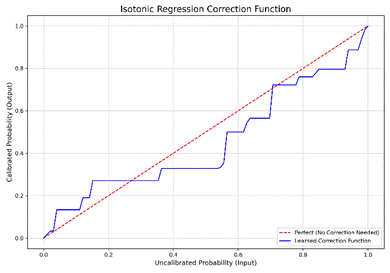 Isotonic Regression Correction Function
Calibrated Probability (Output)
1.0
0.8
0.6
0.4
0.2
0.0
0.0
0.2
0.4
0.6
0.8
1.0
Uncalibrated Probability (Input)
Perfect (No Correction Needed)
Learned Correction Function